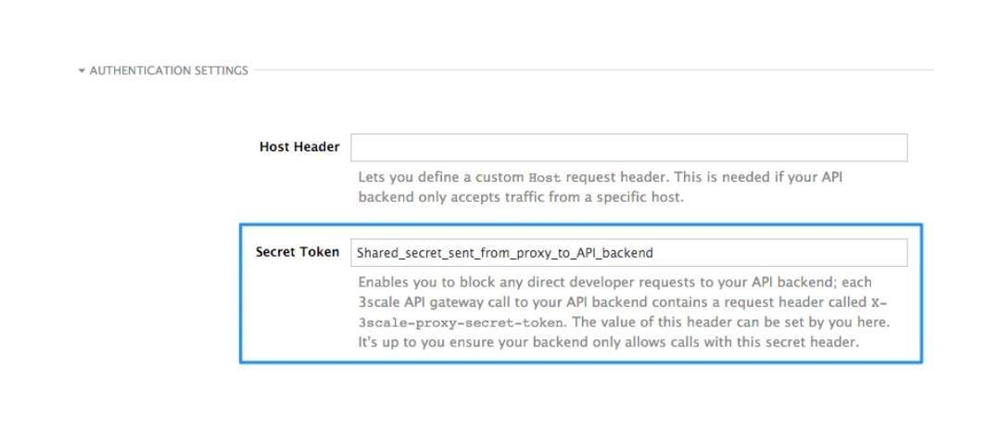 AUTHENTICATION SETTINGS
Host Header
Lets you define a custom Host request header. This is needed if your API
backend only accepts traffic from a specific host.
Secret Token Shared_secret_sent_from_proxy_to_API_backend
Enables you to block any direct developer requests to your API backend; each
3scale API gateway call to your API backend contains a request header called X-
3scale-proxy-secret-token. The value of this header can be set by you here.
It's up to you ensure your backend only allows calls with this secret header.